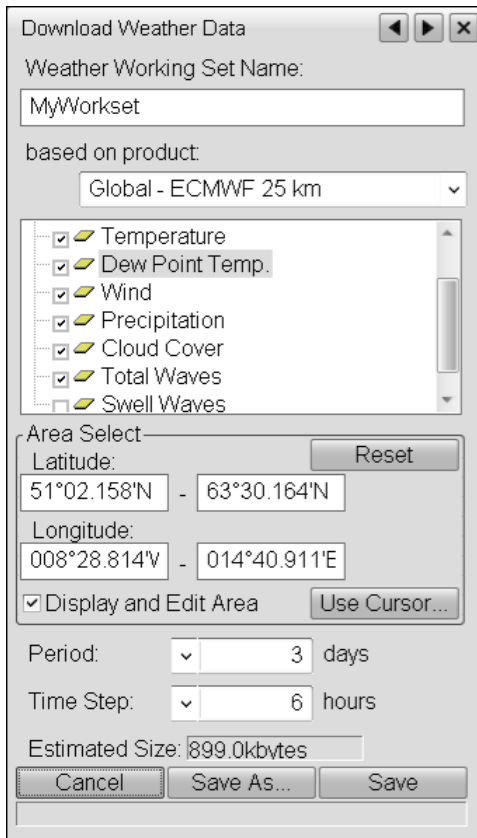 Download Weather Data
Weather Working Set Name:
MyWorkset
based on product:
Global - ECMWF 25 km
Temperature
Dew Point Temp.
Wind
Precipitation
Cloud Cover
Total Waves
Swell Waves
Area Select
Reset
Latitude:
51°02.158'N - 63°30.164'N
Longitude:
008°28.814' - 014°40.911'E
Display and Edit Area Use Cursor...
Period: 3 days
Time Step: 6 hours
Estimated Size: 899.0kbytes
Cancel Save As... Save